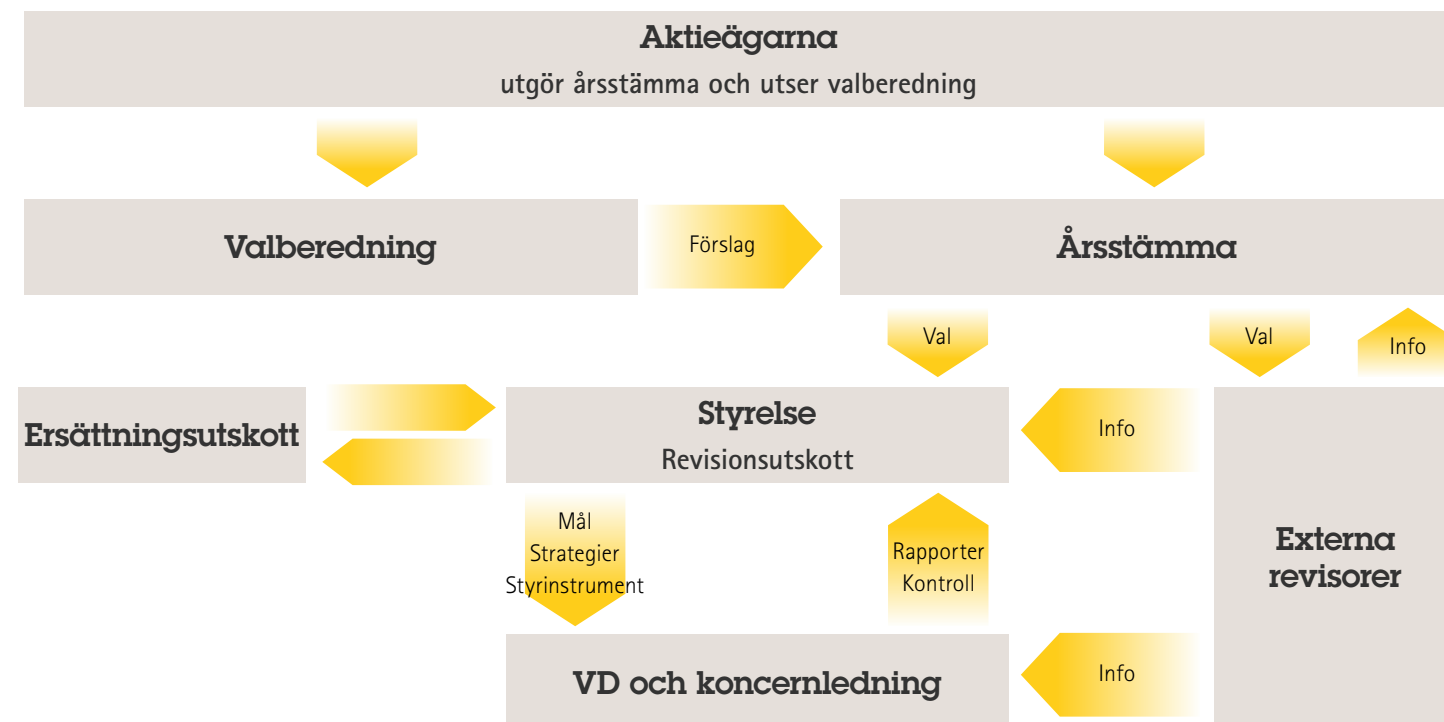 Aktieägarna
utgör årsstämma och utser valberedning
Valberedning
Förslag
Årsstämma
Val
Val
Info
Ersättningsutskott
Styrelse
Revisionsutskott
Info
Mål
Strategier
Styrinstrument
Rapporter
Kontroll
Externa
revisorer
VD och koncernledning
Info